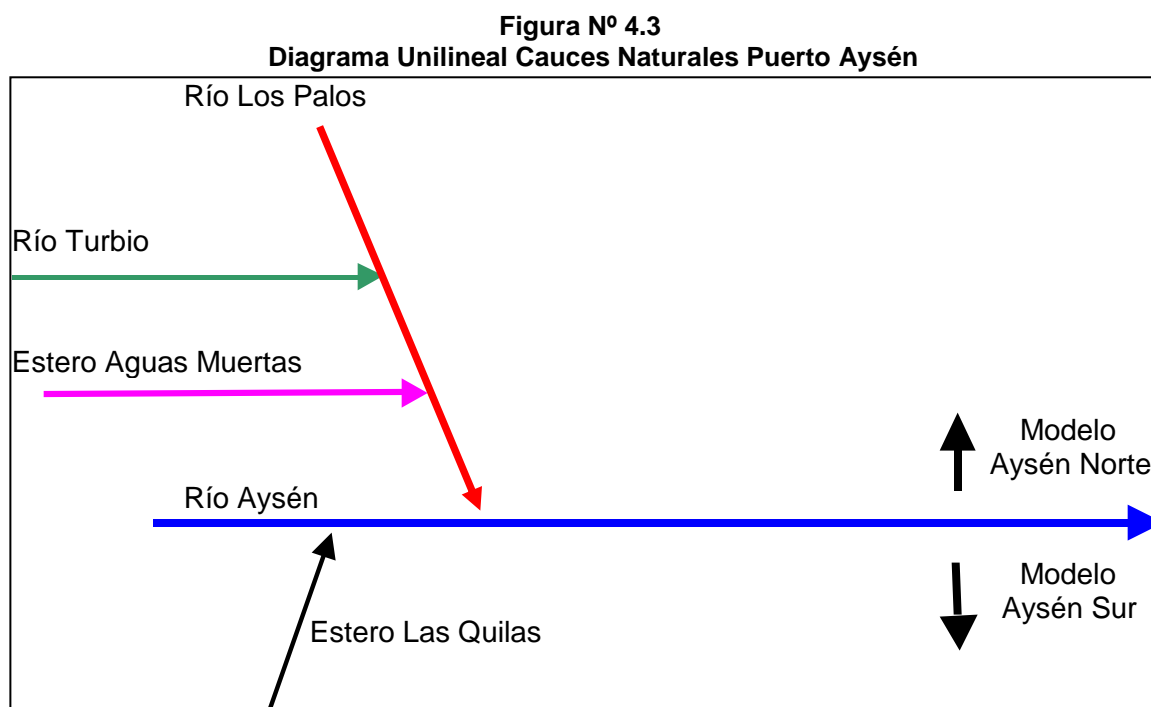 Figura Nº 4.3
Diagrama Unilineal Cauces Naturales Puerto Aysén
Río Los Palos
Río Turbio
Estero Aguas Muertas
Modelo
Aysén Norte
Río Aysén
Modelo
Aysén Sur
Estero Las Quilas